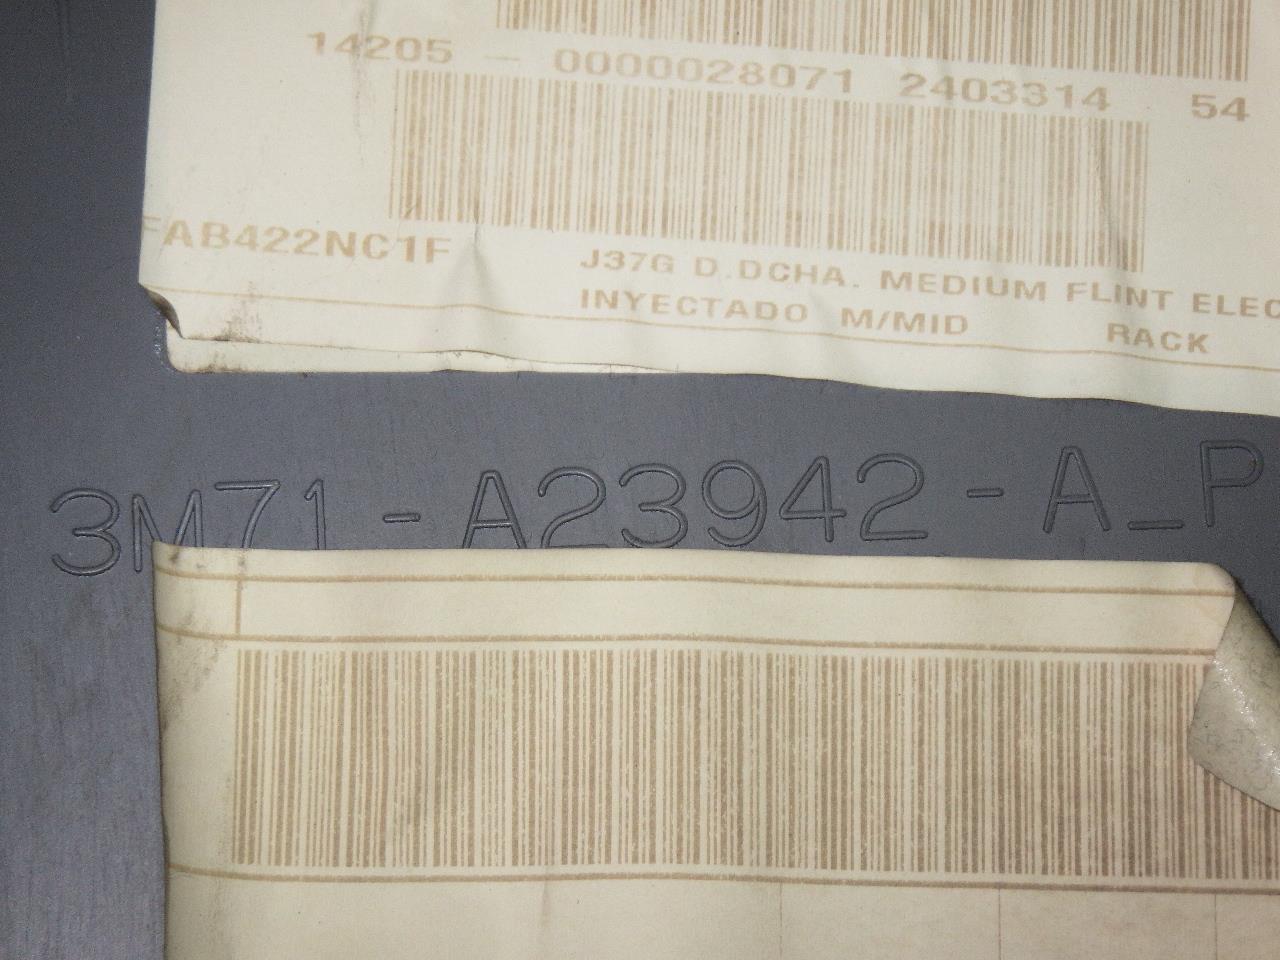 14205 - 0000028071 2403314 54
FAB422NC1F
J37G D.DCHA. MEDIUM FLINT ELEC
INYECTADO M/MID RACK
3M71-A23942-A_P